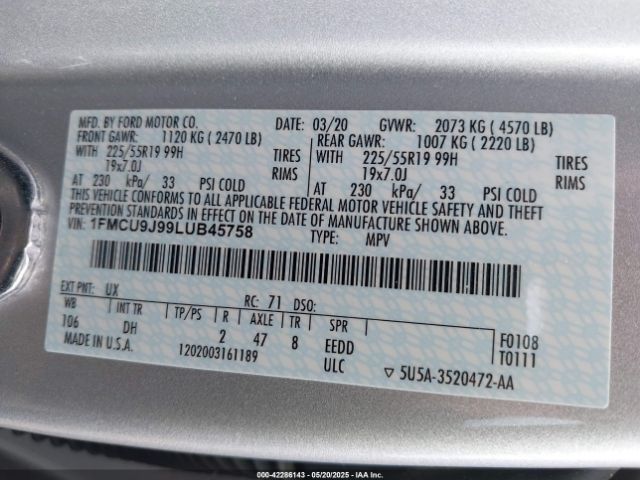 MFD. BY FORD MOTOR CO. DATE: 03/20 GVWR: 2073 KG ( 4570 LB)
FRONT GAWR: 1120 KG ( 2470 LB) REAR GAWR: 1007 KG ( 2220 LB)
WITH 225/55R19 99H TIRES WITH 225/55R19 99H TIRES
19x7.0J RIMS 19x7.0J RIMS
AT 230 kPa/ 33 PSI COLD AT 230 kPa/ 33 PSI COLD
THIS VEHICLE CONFORMS TO ALL APPLICABLE FEDERAL MOTOR VEHICLE SAFETY AND THEFT
PREVENTION STANDARDS IN EFFECT ON THE DATE OF MANUFACTURE SHOWN ABOVE.
VIN: 1FMCU9J99LUB45758 TYPE: MPV
EXT PNT: UX RC: 71 DSO:
WB INT TR TP/PS R AXLE TR SPR F0108
106 DH 2 47 8 EEDD T0111
MADE IN U.S.A. 1202003161189 ULC ▽ 5U5A-3520472-AA
000-42286143 - 05/20/2025 - IAA Inc.